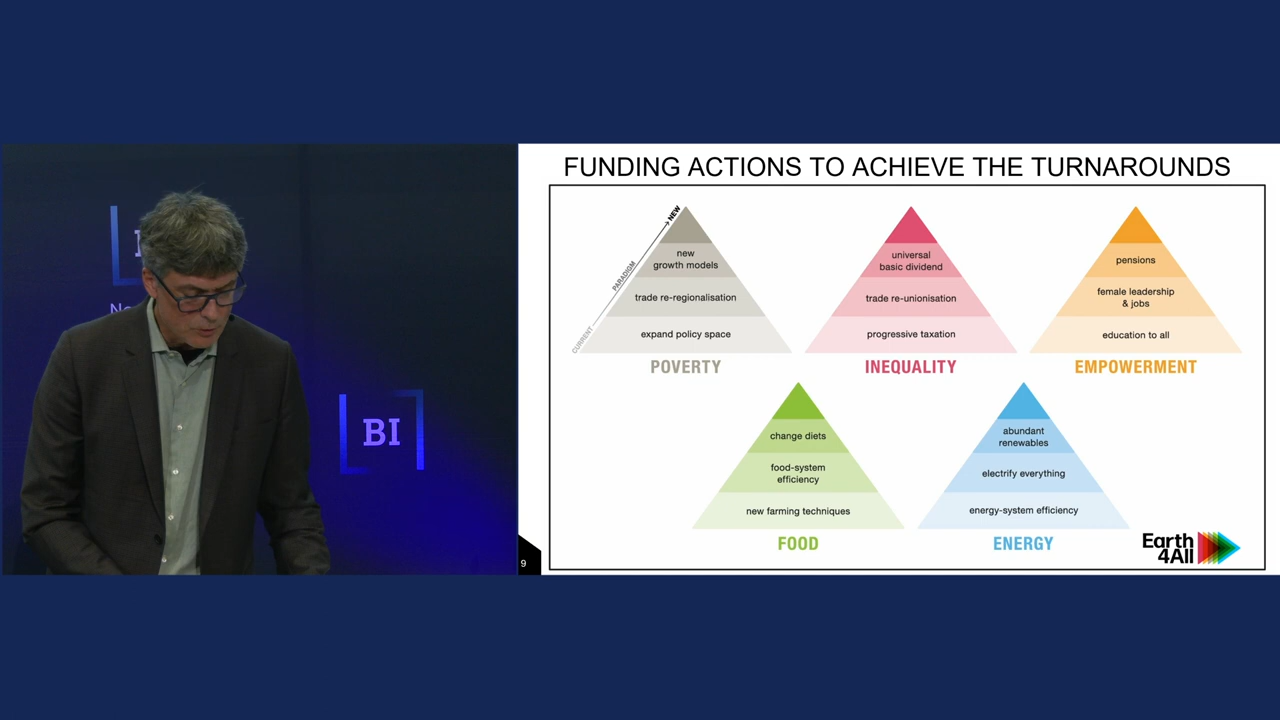 FUNDING ACTIONS TO ACHIEVE THE TURNAROUNDS
NEW
PARADIGM
CURRENT
new
growth models
trade re-regionalisation
expand policy space
POVERTY
universal
basic dividend
trade re-unionisation
progressive taxation
INEQUALITY
pensions
female leadership
& jobs
education to all
EMPOWERMENT
change diets
food-system
efficiency
new farming techniques
FOOD
abundant
renewables
electrify everything
energy-system efficiency
ENERGY
Earth
4All
9
BI